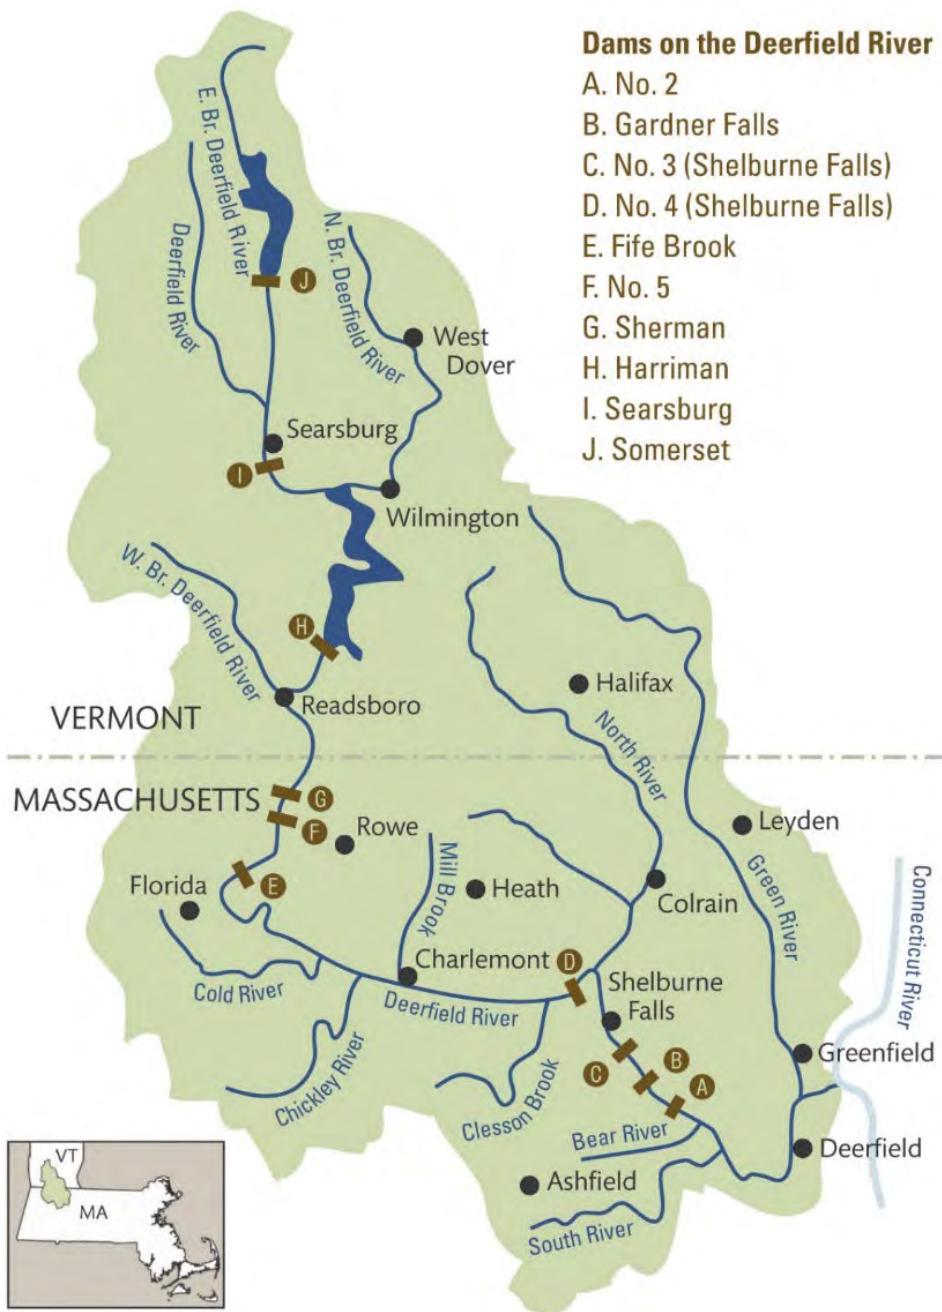 Dams on the Deerfield River
A. No. 2
B. Gardner Falls
C. No. 3 (Shelburne Falls)
D. No. 4 (Shelburne Falls)
E. Fife Brook
F. No. 5
G. Sherman
H. Harriman
I. Searsburg
J. Somerset
E. Br. Deerfield River
Deerfield River
N. Br. Deerfield River
J
West
Dover
Searsburg
I
Wilmington
W. Br. Deerfield River
H
Readsboro
Halifax
VERMONT
North River
MASSACHUSETTS
G
F
Rowe
Leyden
Mill Brook
E
Florida
Heath
Colrain
Green River
Connecticut River
Charlemont
D
Cold River
Deerfield River
Shelburne
Falls
Chickley River
Clesson Brook
C
B
A
Greenfield
Bear River
Deerfield
Ashfield
South River
VT
MA